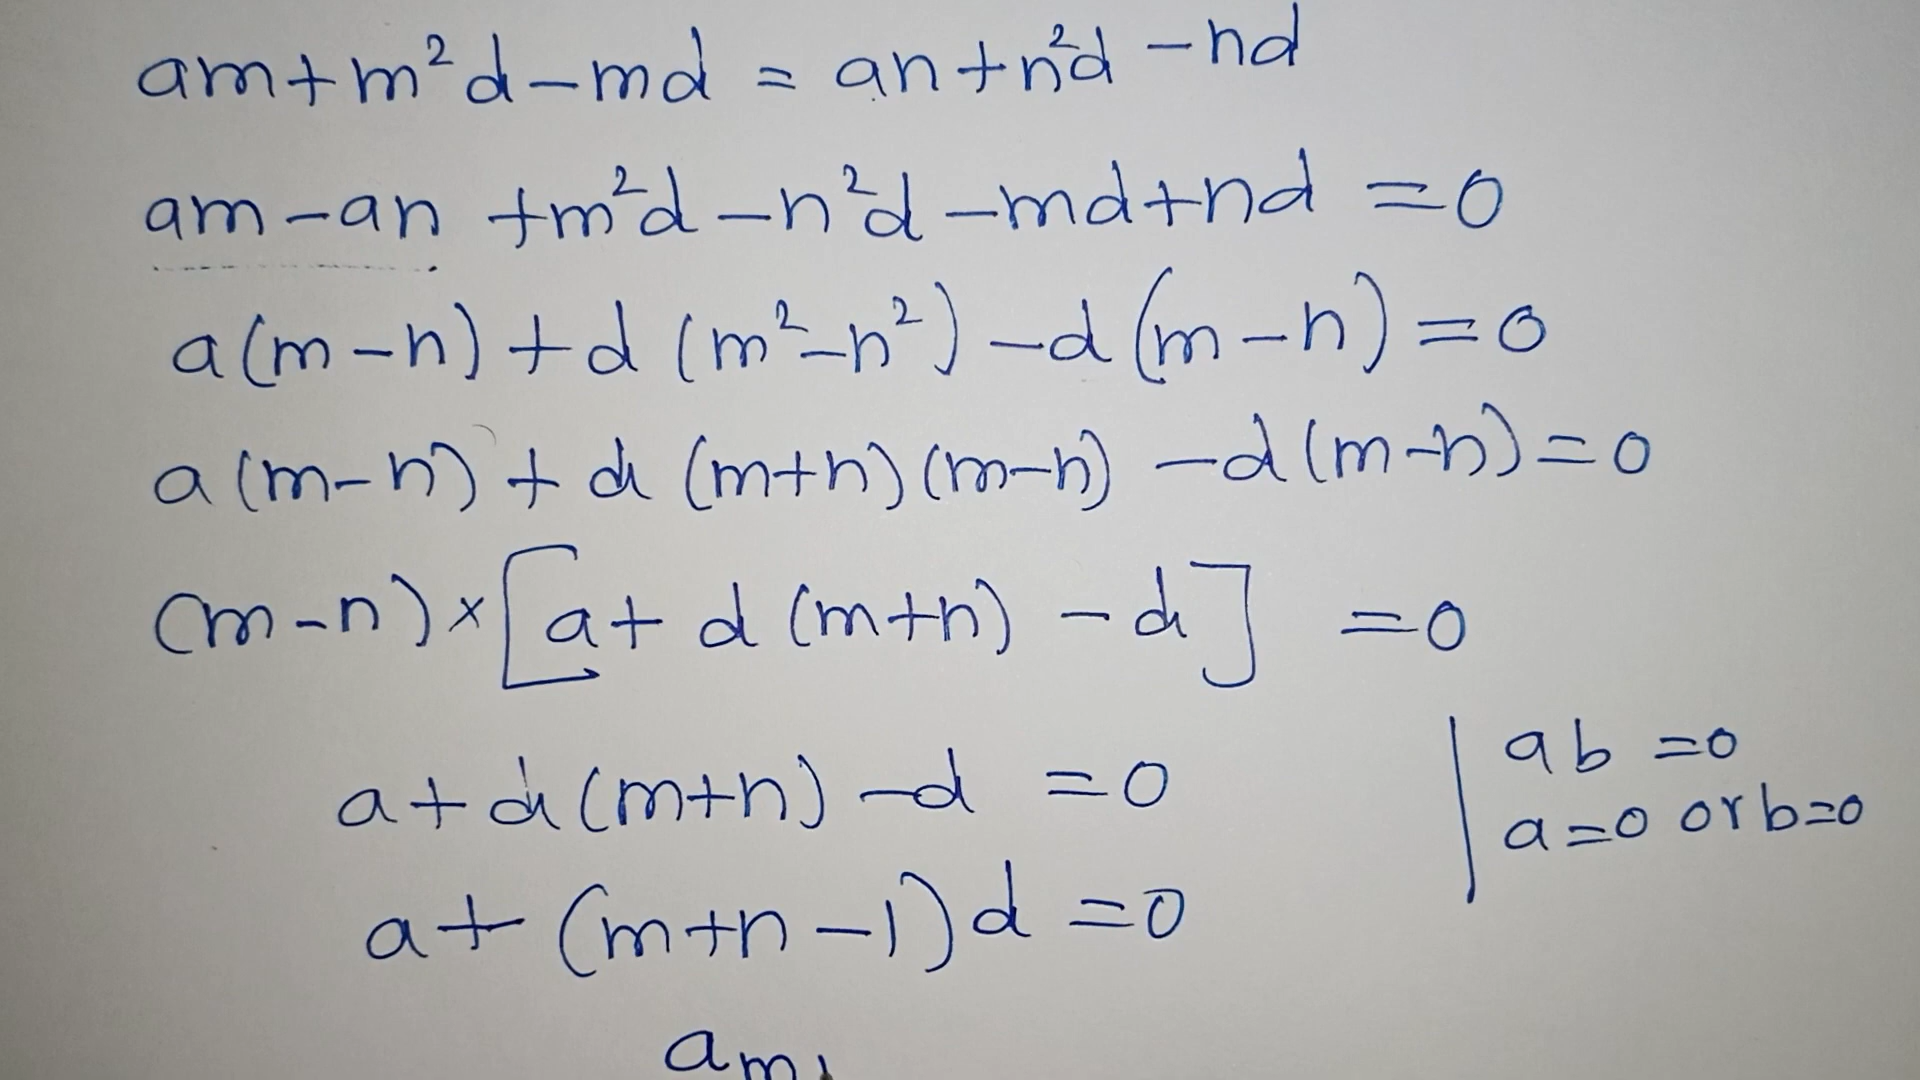 am+m²d-md = an+n²d-nd
am-an +m²d-n²d-md+nd =0
a(m-n)+d(m²-n²)-d(m-n)=0
a(m-n)+d(m+n)(m-n)-d(m-n)=0
(m-n)×[a+d(m+n)-d] =0
a+d(m+n)-d =0
a+(m+n-1)d =0
ab =0
a=0 or b=0
am